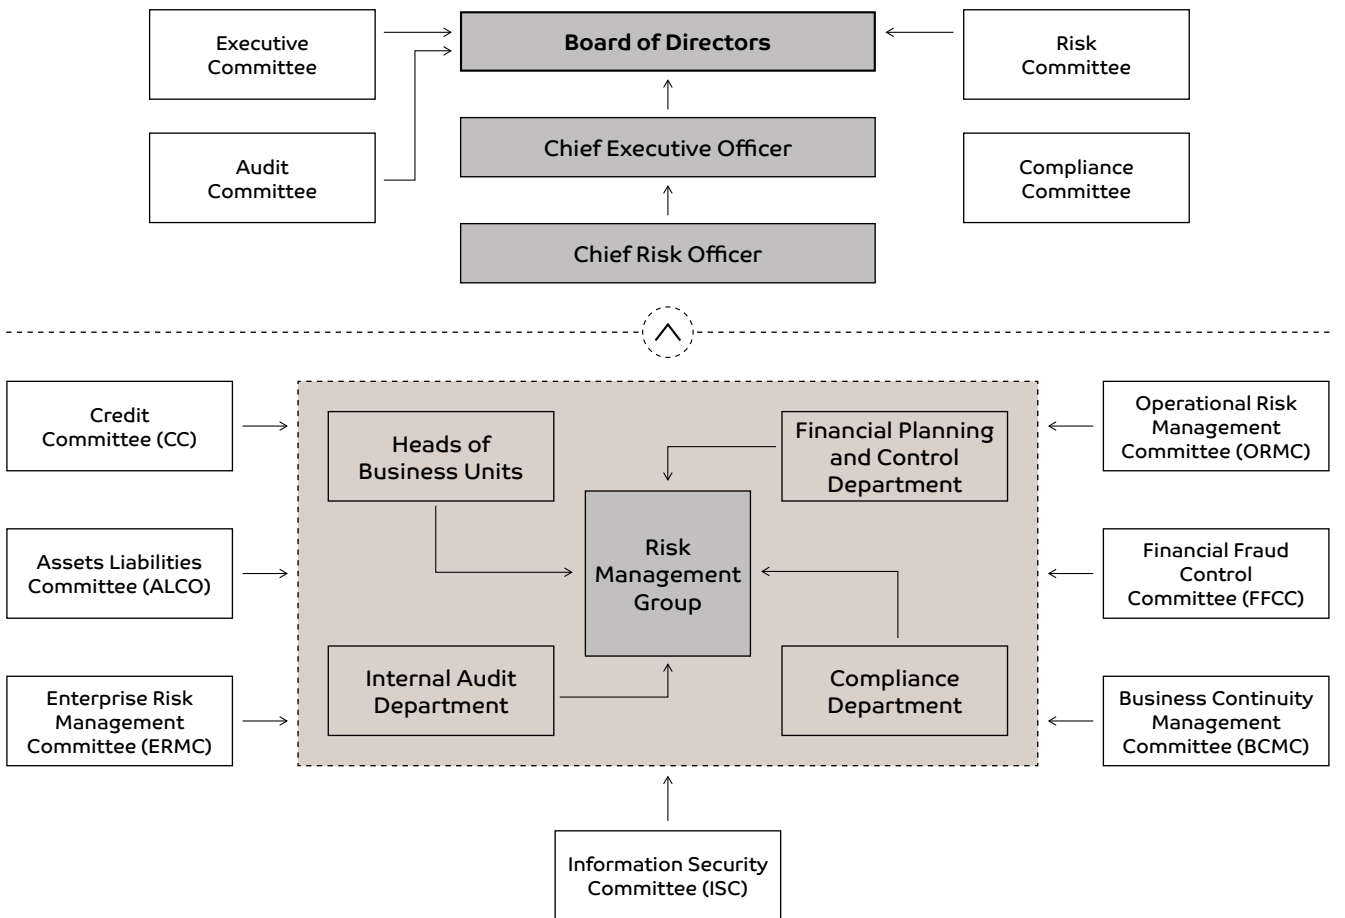 Executive
Committee
Board of Directors
Risk
Committee
Audit
Committee
Chief Executive Officer
Compliance
Committee
Chief Risk Officer
Credit
Committee (CC)
Heads of
Business Units
Financial Planning
and Control
Department
Operational Risk
Management
Committee (ORMC)
Assets Liabilities
Committee (ALCO)
Risk
Management
Group
Financial Fraud
Control
Committee (FFCC)
Enterprise Risk
Management
Committee (ERMC)
Internal Audit
Department
Compliance
Department
Business Continuity
Management
Committee (BCMC)
Information Security
Committee (ISC)